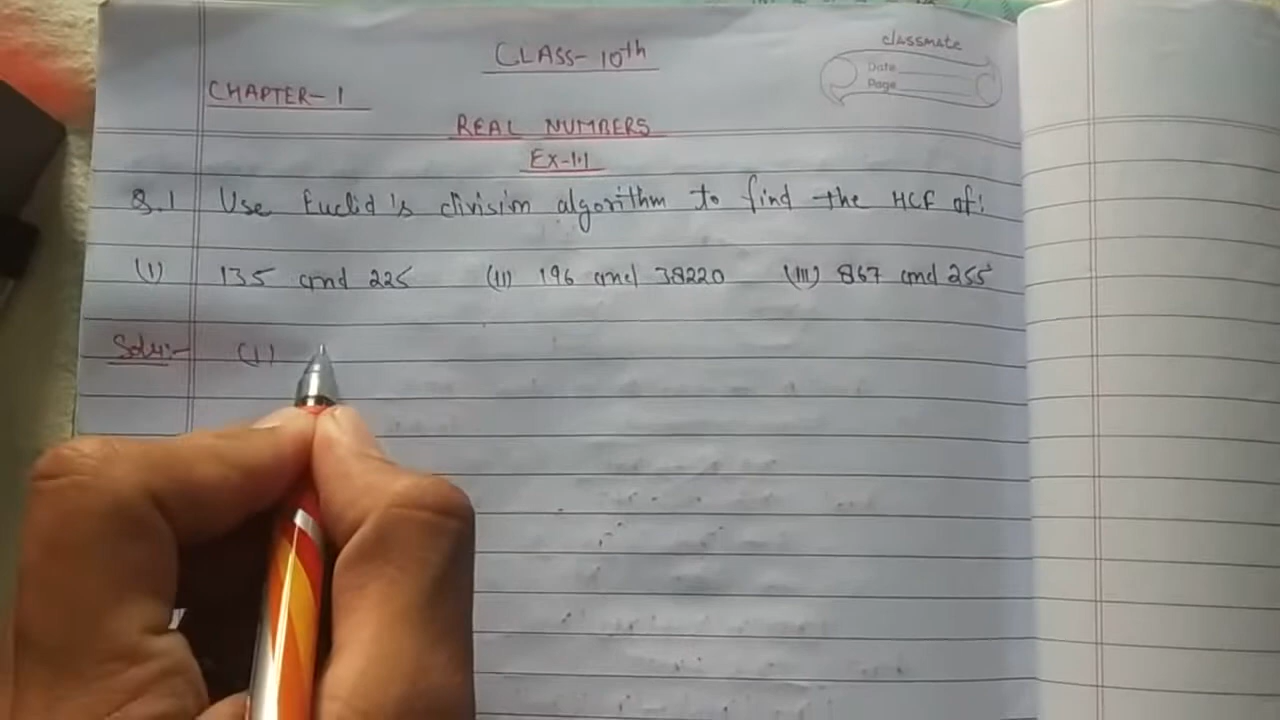 CLASS-10th
classmate
Date
Page
CHAPTER-1
REAL NUMBERS
EX-1.1
Q.1 Use Euclid's division algorithm to find the HCF of:
(I) 135 and 225 (II) 196 and 38220 (III) 867 and 255
Soln:- (I)